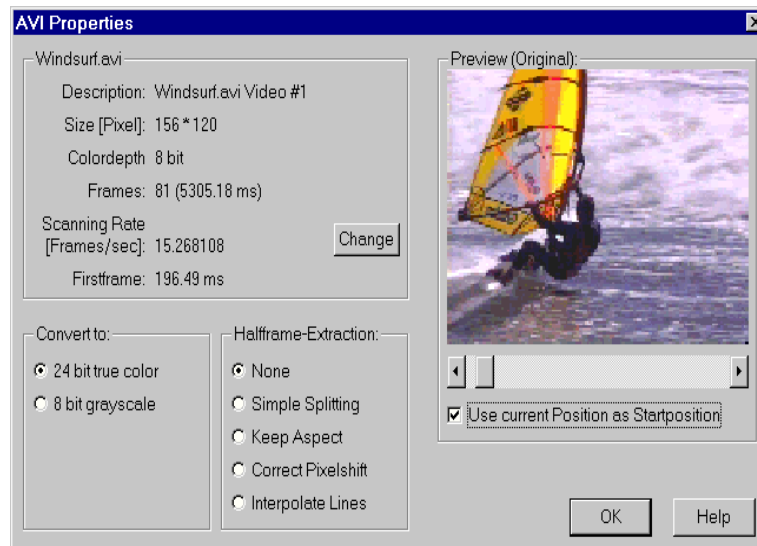 AVI Properties
Windsurf.avi
Description: Windsurf.avi Video #1
Size [Pixel]: 156 * 120
Colordepth 8 bit
Frames: 81 (5305.18 ms)
Scanning Rate
[Frames/sec]: 15.268108
Change
Firstframe: 196.49 ms
Convert to:
24 bit true color
8 bit grayscale
Halfframe-Extraction:
None
Simple Splitting
Keep Aspect
Correct Pixelshift
Interpolate Lines
Preview (Original):
Use current Position as Startposition
OK
Help